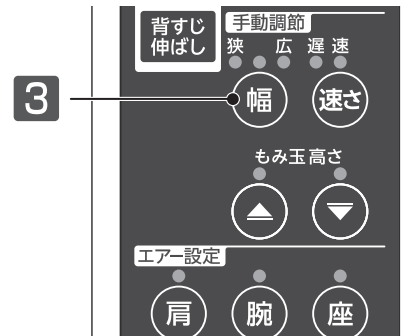 背すじ
伸ばし
手動調節
狭 広 遅 速
3
幅 速さ
もみ玉高さ
エアー設定
肩 腕 座